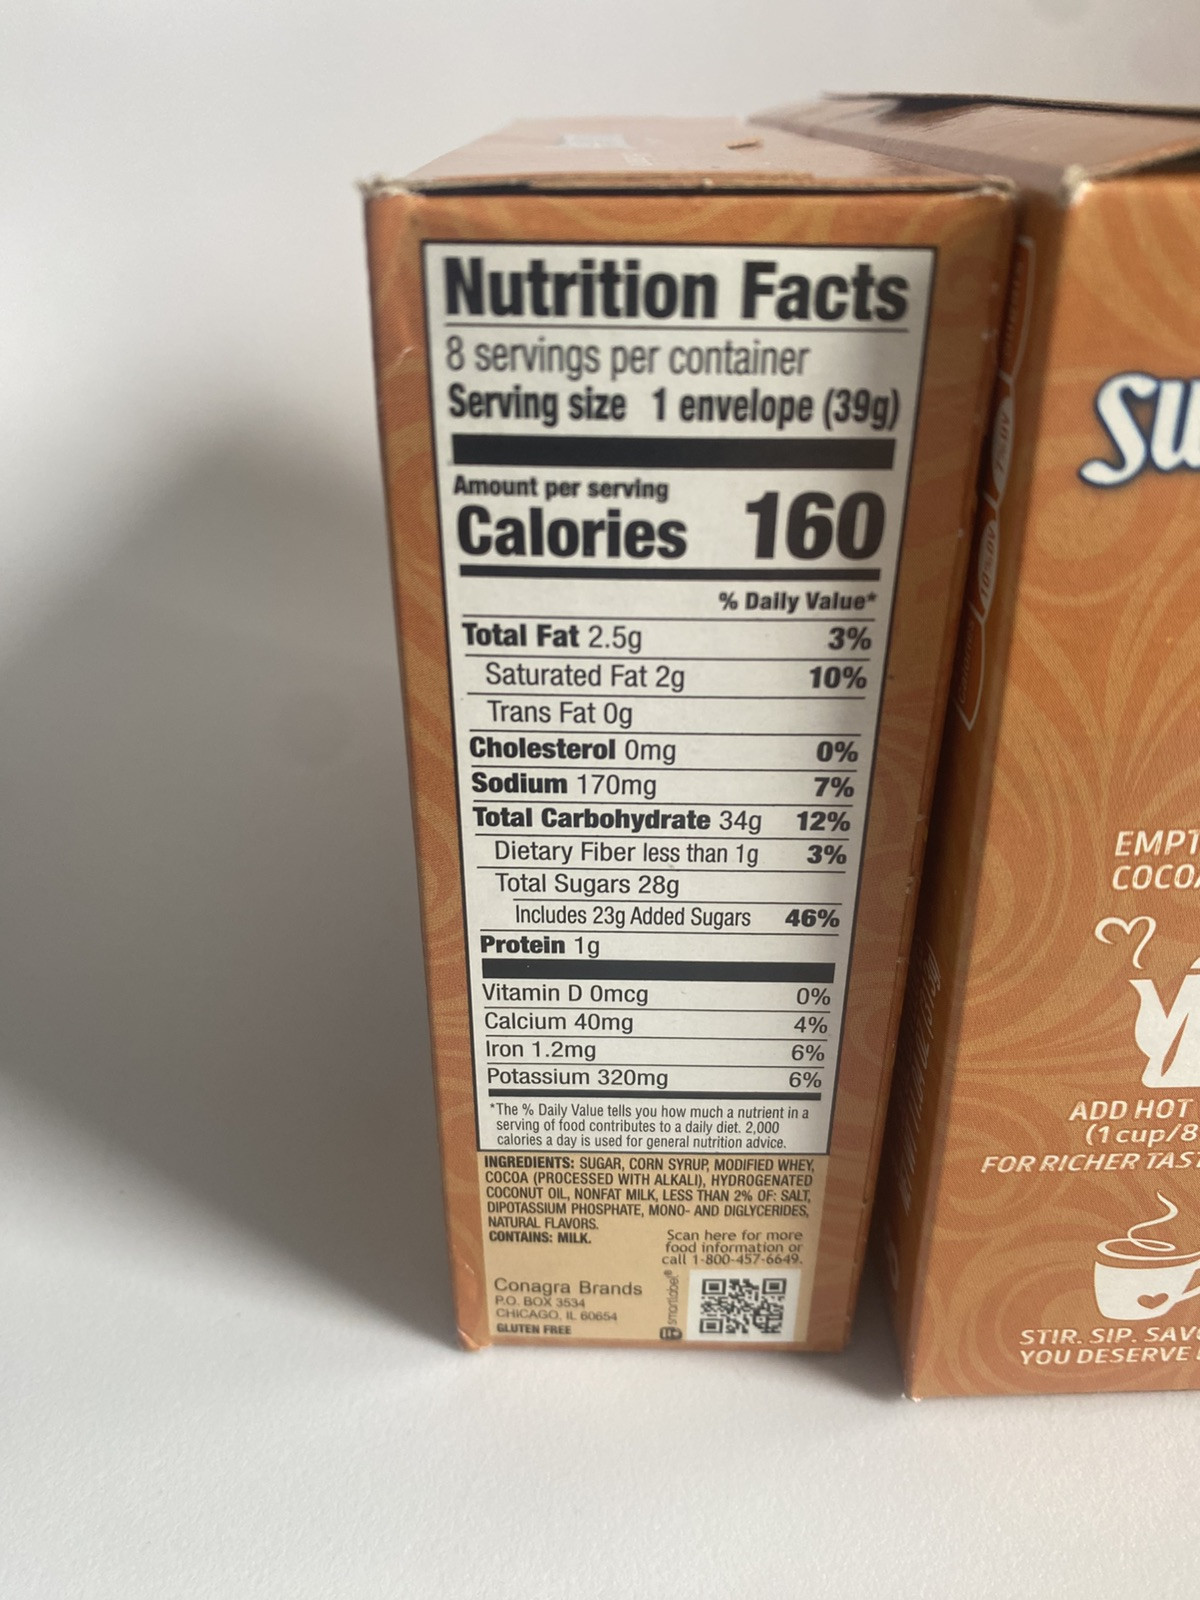 Nutrition Facts
8 servings per container
Serving size 1 envelope (39g)
Amount per serving
Calories 160
% Daily Value*
Total Fat 2.5g 3%
Saturated Fat 2g 10%
Trans Fat 0g
Cholesterol 0mg 0%
Sodium 170mg 7%
Total Carbohydrate 34g 12%
Dietary Fiber less than 1g 3%
Total Sugars 28g
Includes 23g Added Sugars 46%
Protein 1g
Vitamin D 0mcg 0%
Calcium 40mg 4%
Iron 1.2mg 6%
Potassium 320mg 6%
*The % Daily Value tells you how much a nutrient in a
serving of food contributes to a daily diet. 2,000
calories a day is used for general nutrition advice.
INGREDIENTS: SUGAR, CORN SYRUP, MODIFIED WHEY,
COCOA (PROCESSED WITH ALKALI), HYDROGENATED
COCONUT OIL, NONFAT MILK, LESS THAN 2% OF: SALT,
DIPOTASSIUM PHOSPHATE, MONO- AND DIGLYCERIDES,
NATURAL FLAVORS.
CONTAINS: MILK.
Scan here for more
food information or
call 1-800-457-6649.
Conagra Brands
P.O. BOX 3534
CHICAGO, IL 60654
GLUTEN FREE
smartlabel®
SW
EMPT
COCOA
ADD HOT
(1 cup/8
FOR RICHER TAST
STIR. SIP. SAVO
YOU DESERVE